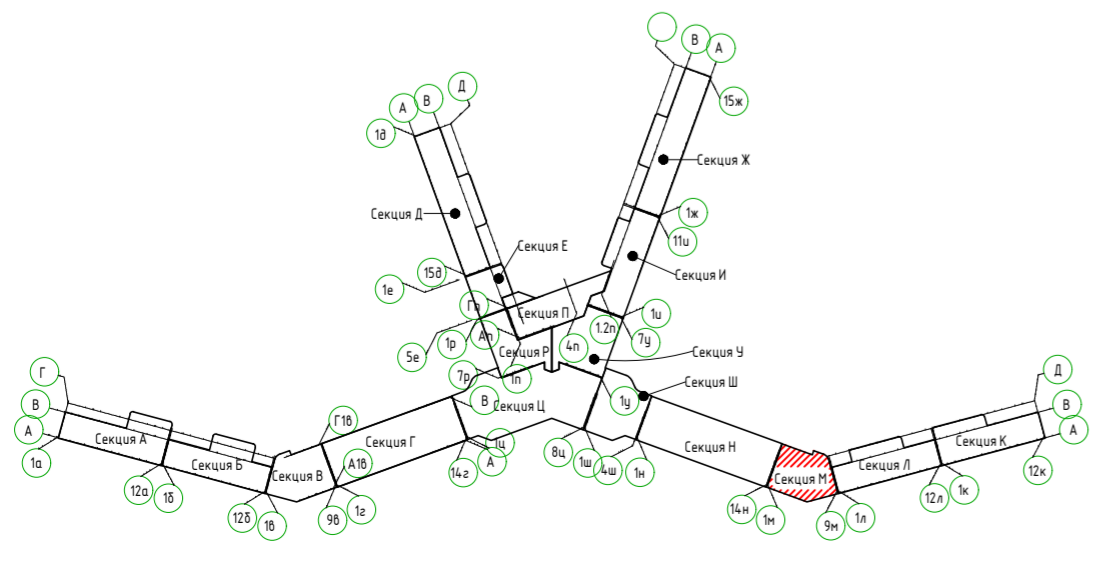 В
А
15ж
Секция Ж
1ж
11и
Секция И
1и
7у
1.2п
Д
В
А
1д
Секция Д
Секция Е
15д
1е
Гп
Секция П
5е
1р
Ап
Секция Р
4п
Секция У
7р
1п
Секция Ш
В
Секция Ц
1у
Г
В
А
1а
Секция А
Секция Б
12а
1б
Г1в
Секция Г
А1в
Секция В
12б
1в
9в
1г
14г
1ц
А
8ц
1ш
4ш
1н
Секция Н
Секция М
14н
1м
9м
1л
Секция Л
Секция К
12л
1к
12к
Д
В
А